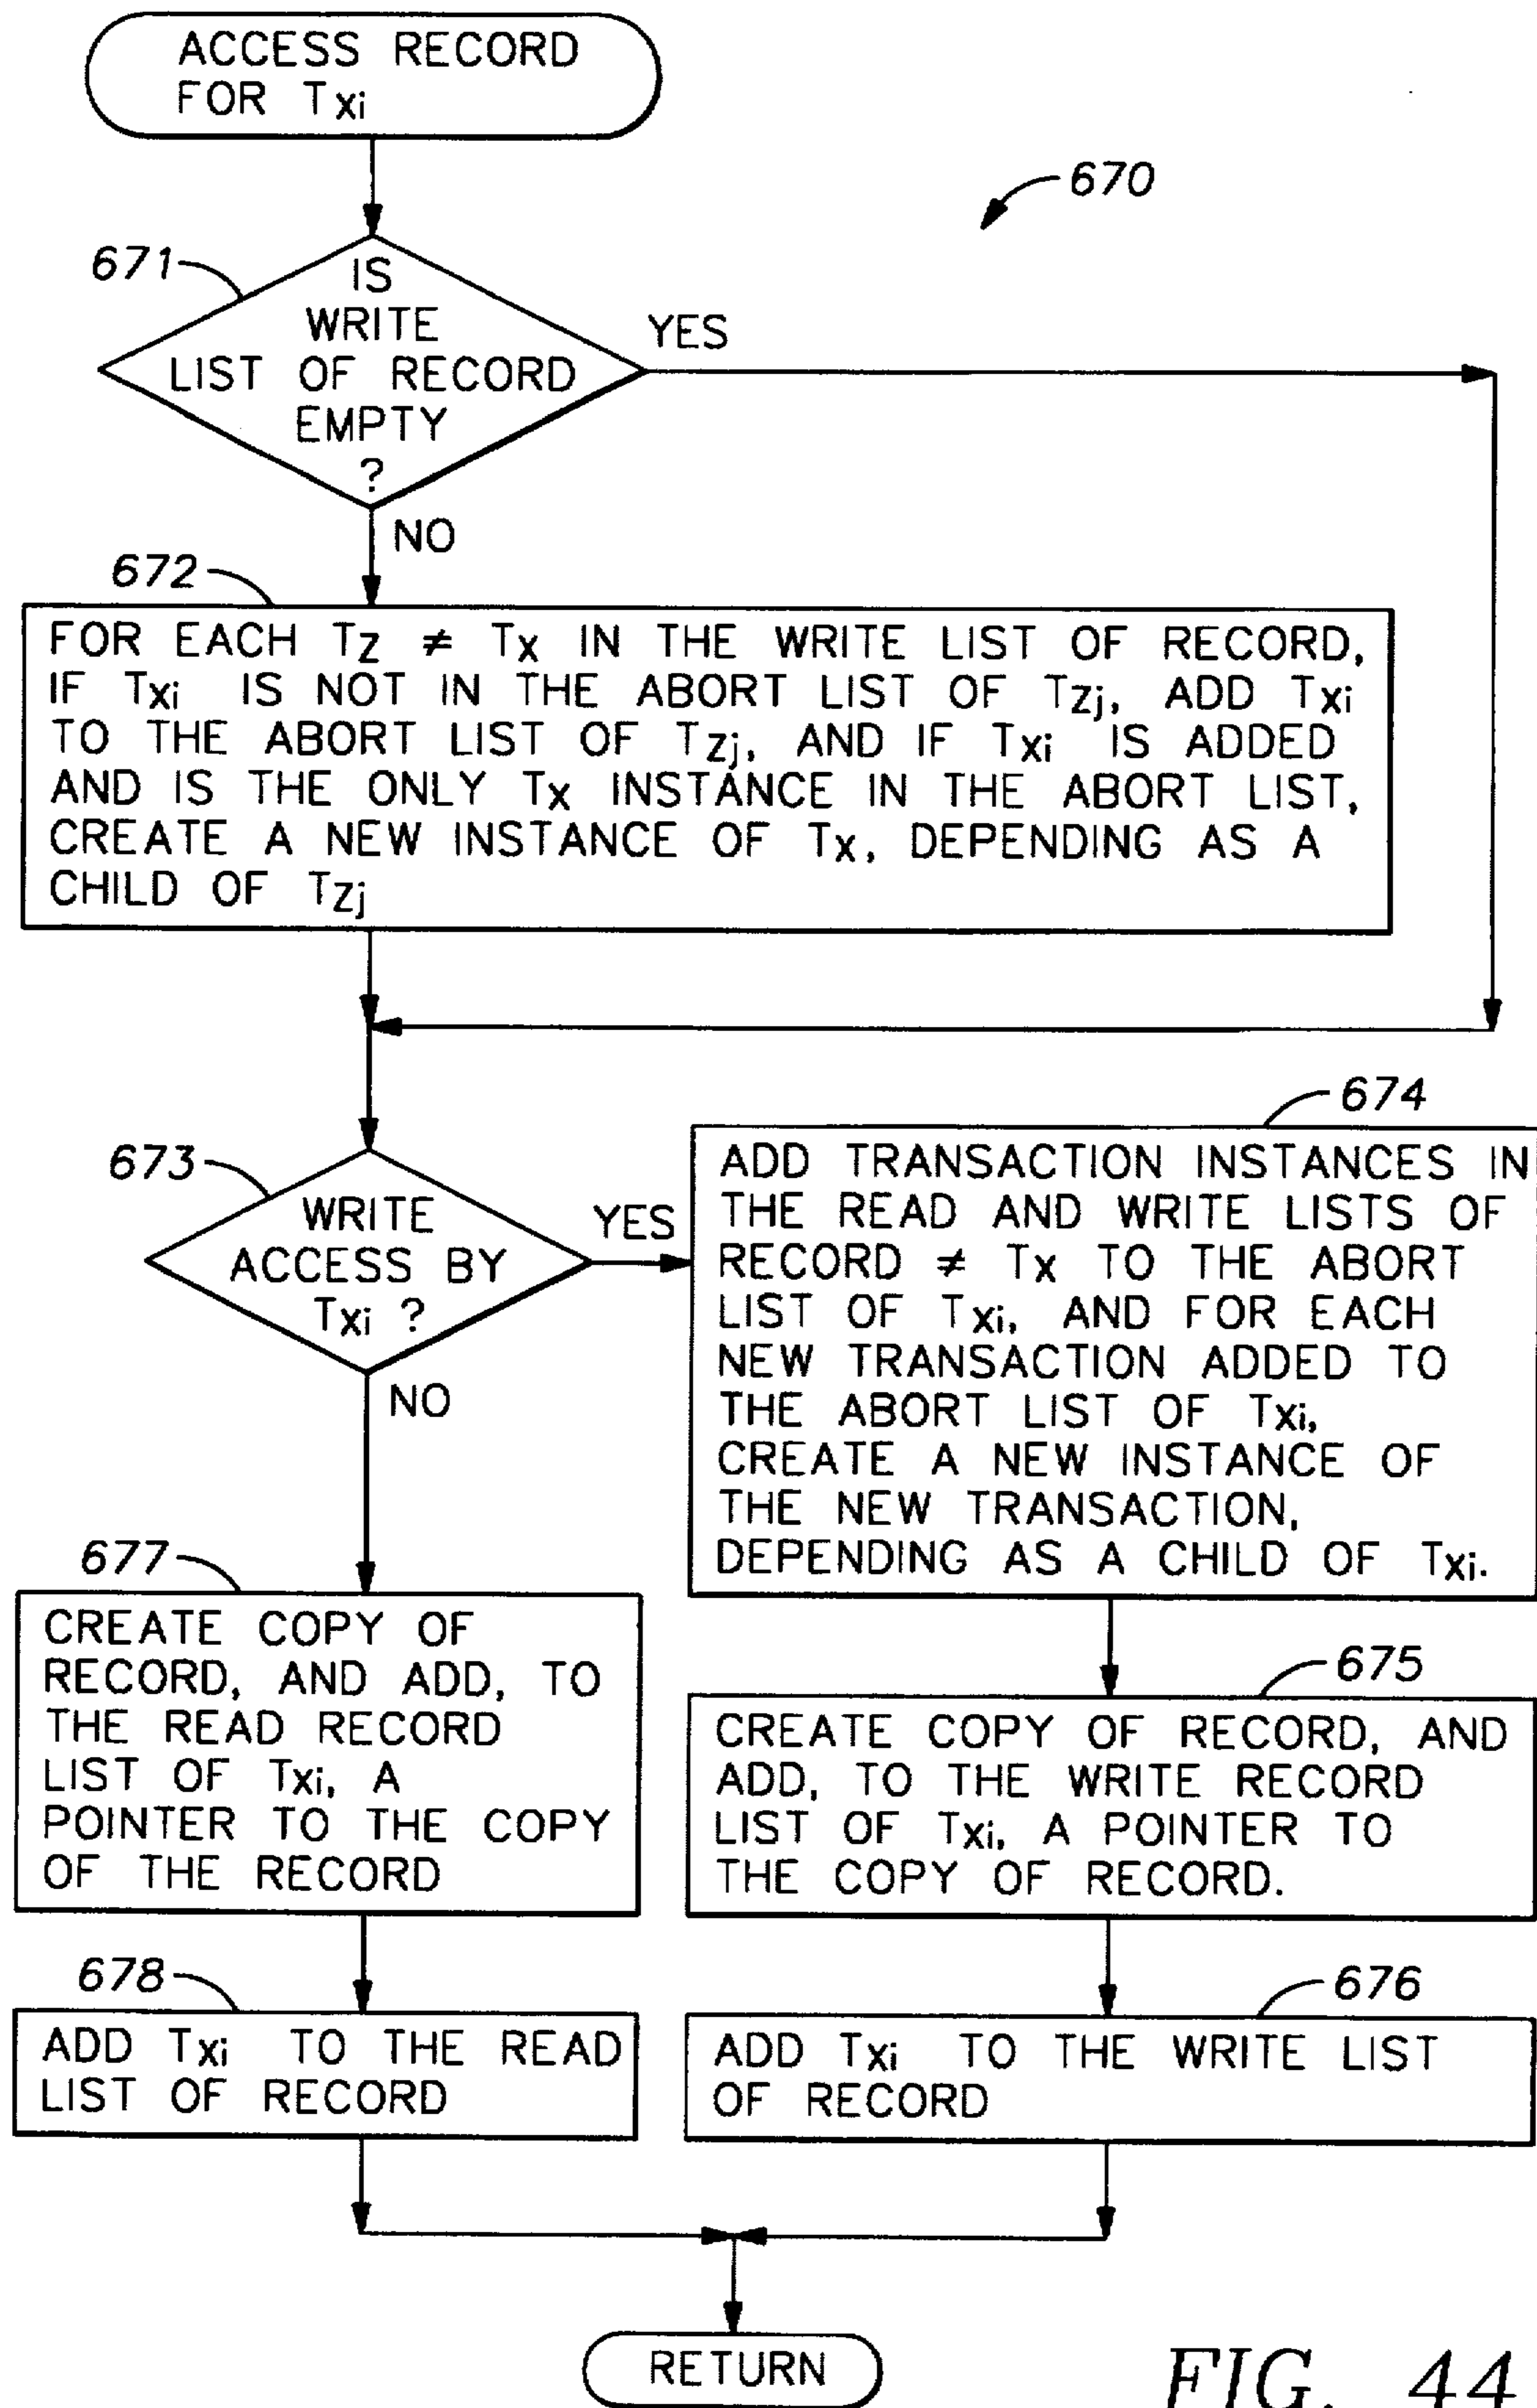 ACCESS RECORD
FOR Txi
670
671
IS
WRITE
LIST OF RECORD
EMPTY
?
YES
NO
672
FOR EACH Tz ≠ Tx IN THE WRITE LIST OF RECORD,
IF Txi IS NOT IN THE ABORT LIST OF Tzj, ADD Txi
TO THE ABORT LIST OF Tzj, AND IF Txi IS ADDED
AND IS THE ONLY Tx INSTANCE IN THE ABORT LIST,
CREATE A NEW INSTANCE OF Tx, DEPENDING AS A
CHILD OF Tzj
673
WRITE
ACCESS BY
Txi ?
YES
NO
674
ADD TRANSACTION INSTANCES IN
THE READ AND WRITE LISTS OF
RECORD ≠ Tx TO THE ABORT
LIST OF Txi, AND FOR EACH
NEW TRANSACTION ADDED TO
THE ABORT LIST OF Txi,
CREATE A NEW INSTANCE OF
THE NEW TRANSACTION,
DEPENDING AS A CHILD OF Txi.
677
CREATE COPY OF
RECORD, AND ADD, TO
THE READ RECORD
LIST OF Txi, A
POINTER TO THE COPY
OF THE RECORD
675
CREATE COPY OF RECORD, AND
ADD, TO THE WRITE RECORD
LIST OF Txi, A POINTER TO
THE COPY OF RECORD.
678
ADD Txi TO THE READ
LIST OF RECORD
676
ADD Txi TO THE WRITE LIST
OF RECORD
RETURN
FIG. 44